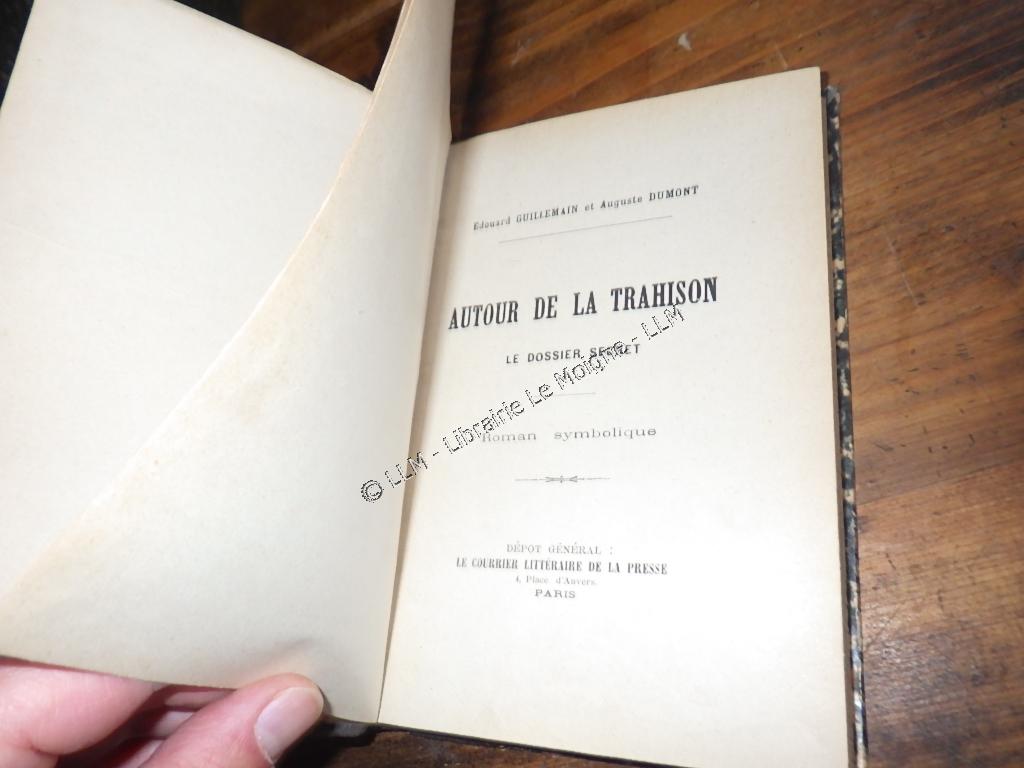 Edouard GUILLEMAIN et Auguste DUMONT
AUTOUR DE LA TRAHISON
LE DOSSIER SECRET
Roman symbolique
DÉPOT GÉNÉRAL :
LE COURRIER LITTÉRAIRE DE LA PRESSE
4, Place d'Anvers.
PARIS
© LLM - Librairie Le Moigne - LLM